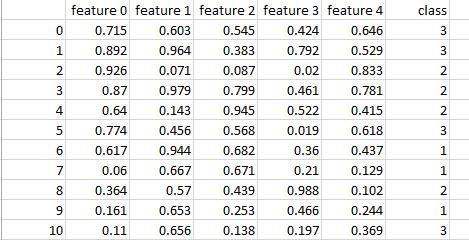 feature 0 feature 1 feature 2 feature 3 feature 4 class
0 0.715 0.603 0.545 0.424 0.646 3
1 0.892 0.964 0.383 0.792 0.529 3
2 0.926 0.071 0.087 0.02 0.833 2
3 0.87 0.979 0.799 0.461 0.781 2
4 0.64 0.143 0.945 0.522 0.415 2
5 0.774 0.456 0.568 0.019 0.618 3
6 0.617 0.944 0.682 0.36 0.437 1
7 0.06 0.667 0.671 0.21 0.129 1
8 0.364 0.57 0.439 0.988 0.102 2
9 0.161 0.653 0.253 0.466 0.244 1
10 0.11 0.656 0.138 0.197 0.369 3